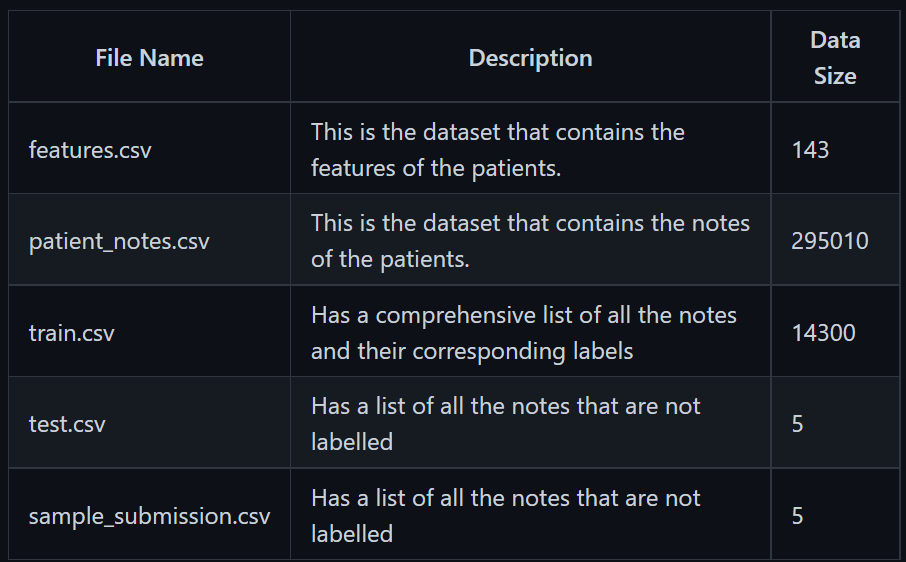 File Name
Description
Data
Size
features.csv
This is the dataset that contains the
features of the patients.
143
patient_notes.csv
This is the dataset that contains the notes
of the patients.
295010
train.csv
Has a comprehensive list of all the notes
and their corresponding labels
14300
test.csv
Has a list of all the notes that are not
labelled
5
sample_submission.csv
Has a list of all the notes that are not
labelled
5